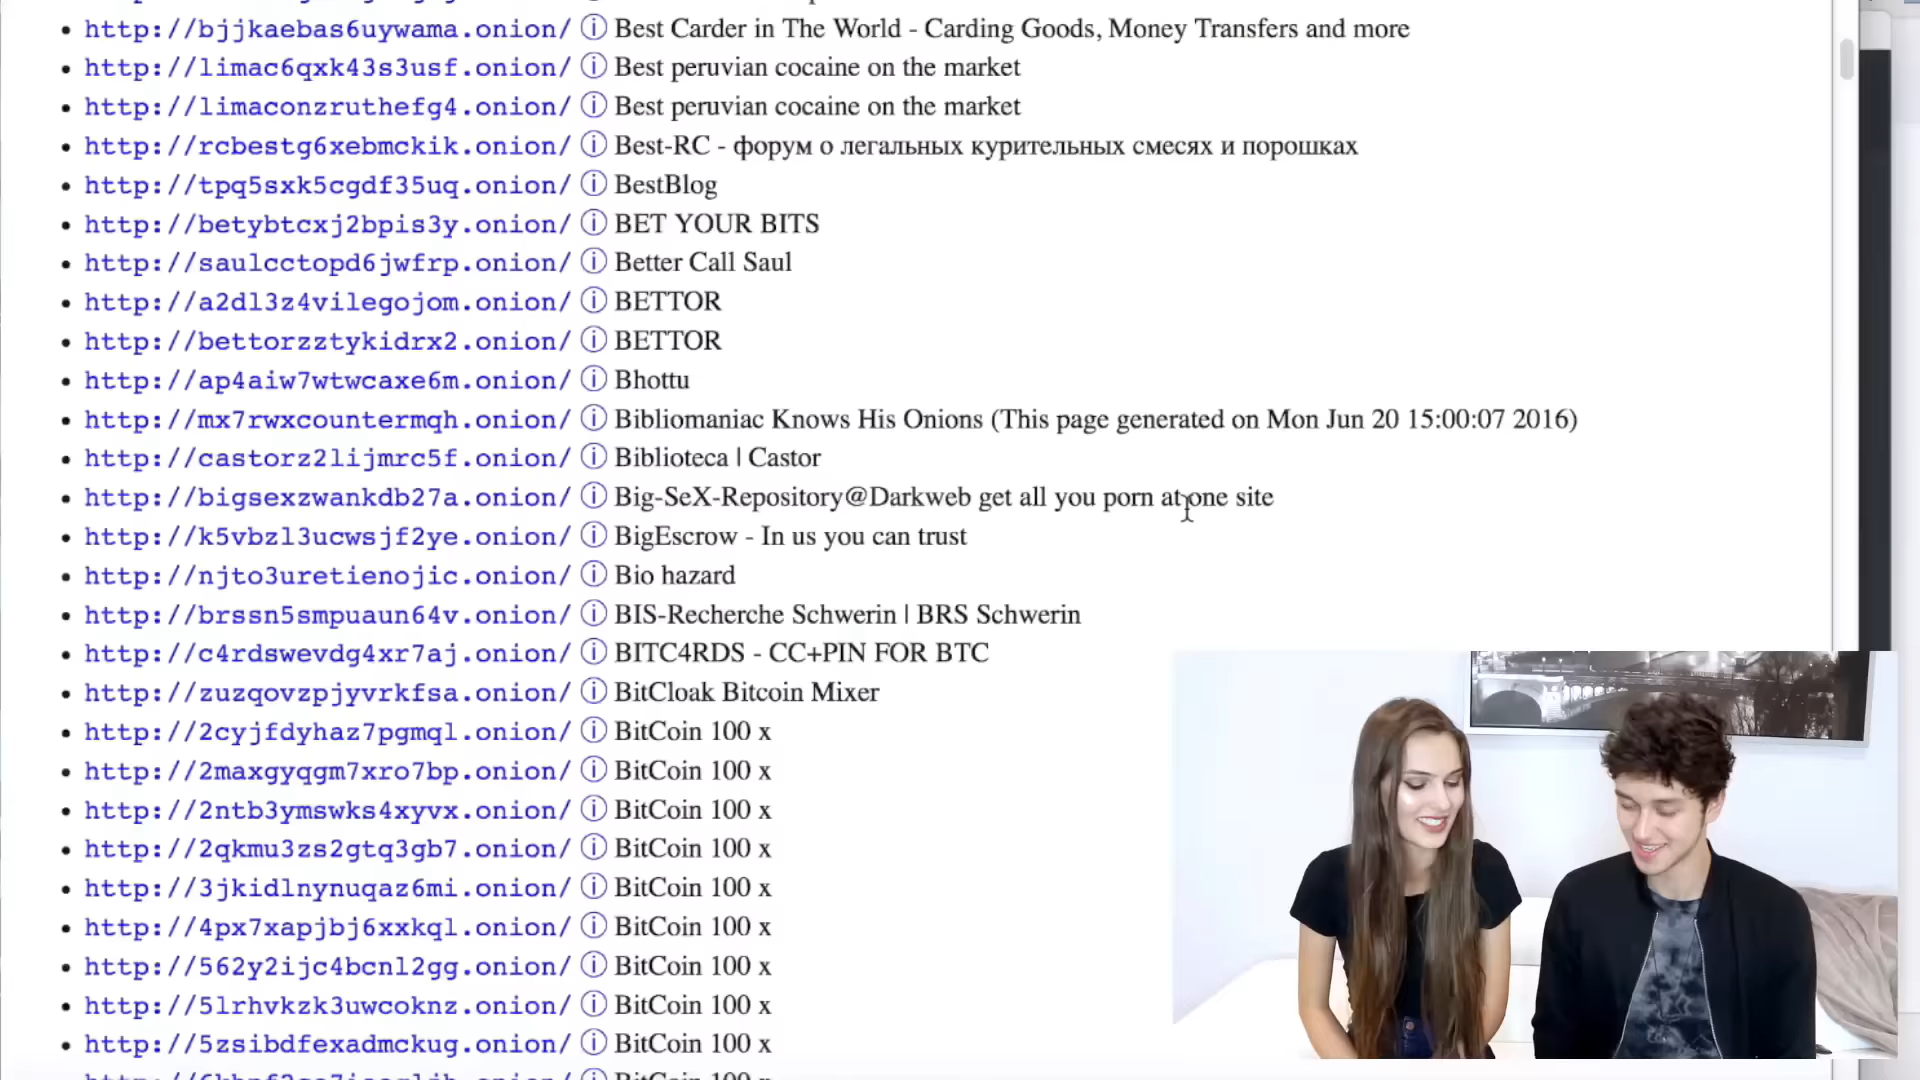 http://bjjkaebas6uywama.onion/ ⓘ Best Carder in The World - Carding Goods, Money Transfers and more
http://limac6qxk43s3usf.onion/ ⓘ Best peruvian cocaine on the market
http://limaconzruthefg4.onion/ ⓘ Best peruvian cocaine on the market
http://rcbestg6xebmckik.onion/ ⓘ Best-RC - форум о легальных курительных смесях и порошках
http://tpq5sxk5cgdf35uq.onion/ ⓘ BestBlog
http://betybtcxj2bpis3y.onion/ ⓘ BET YOUR BITS
http://saulcctopd6jwfrp.onion/ ⓘ Better Call Saul
http://a2dl3z4vilegojom.onion/ ⓘ BETTOR
http://bettorzztykidrx2.onion/ ⓘ BETTOR
http://ap4aiw7wtwcaxe6m.onion/ ⓘ Bhottu
http://mx7rwxcountermqh.onion/ ⓘ Bibliomaniac Knows His Onions (This page generated on Mon Jun 20 15:00:07 2016)
http://castorz2lijmrc5f.onion/ ⓘ Biblioteca | Castor
http://bigsexzwankdb27a.onion/ ⓘ Big-SeX-Repository@Darkweb get all you porn at one site
http://k5vbzl3ucwsjf2ye.onion/ ⓘ BigEscrow - In us you can trust
http://njto3uretienojic.onion/ ⓘ Bio hazard
http://brssn5smpuaun64v.onion/ ⓘ BIS-Recherche Schwerin | BRS Schwerin
http://c4rdswevdg4xr7aj.onion/ ⓘ BITC4RDS - CC+PIN FOR BTC
http://zuzqovzpjyvrkfsa.onion/ ⓘ BitCloak Bitcoin Mixer
http://2cyjfdyhaz7pgmql.onion/ ⓘ BitCoin 100 x
http://2maxgyqgm7xro7bp.onion/ ⓘ BitCoin 100 x
http://2ntb3ymswks4xyvx.onion/ ⓘ BitCoin 100 x
http://2qkmu3zs2gtq3gb7.onion/ ⓘ BitCoin 100 x
http://3jkidlnynuqaz6mi.onion/ ⓘ BitCoin 100 x
http://4px7xapjbj6xxkql.onion/ ⓘ BitCoin 100 x
http://562y2ijc4bcnl2gg.onion/ ⓘ BitCoin 100 x
http://5lrhvkzk3uwcoknz.onion/ ⓘ BitCoin 100 x
http://5zsibdfexadmckug.onion/ ⓘ BitCoin 100 x